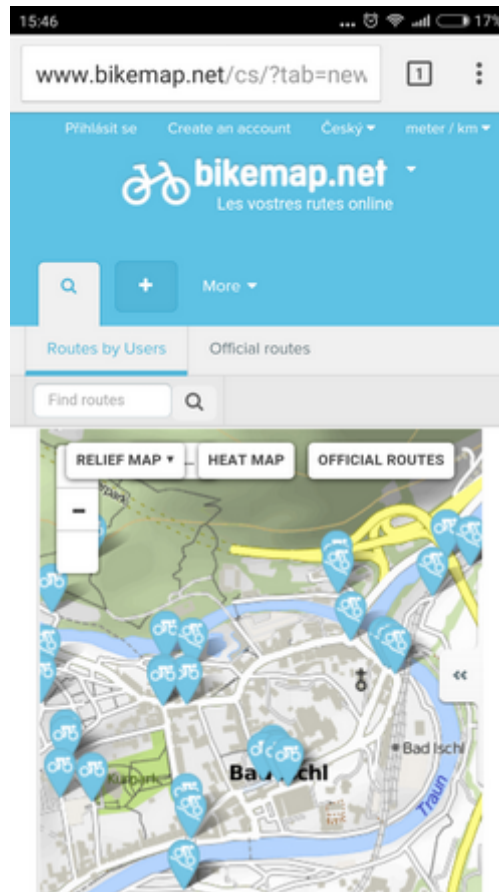 15:46 ... 17%
www.bikemap.net/cs/?tab=new 1
Přihlásit se Create an account Český meter / km
bikemap.net
Les vostres rutes online
+ More
Routes by Users Official routes
Find routes
RELIEF MAP HEAT MAP OFFICIAL ROUTES
Bad Ischl
Kurpark
Traun